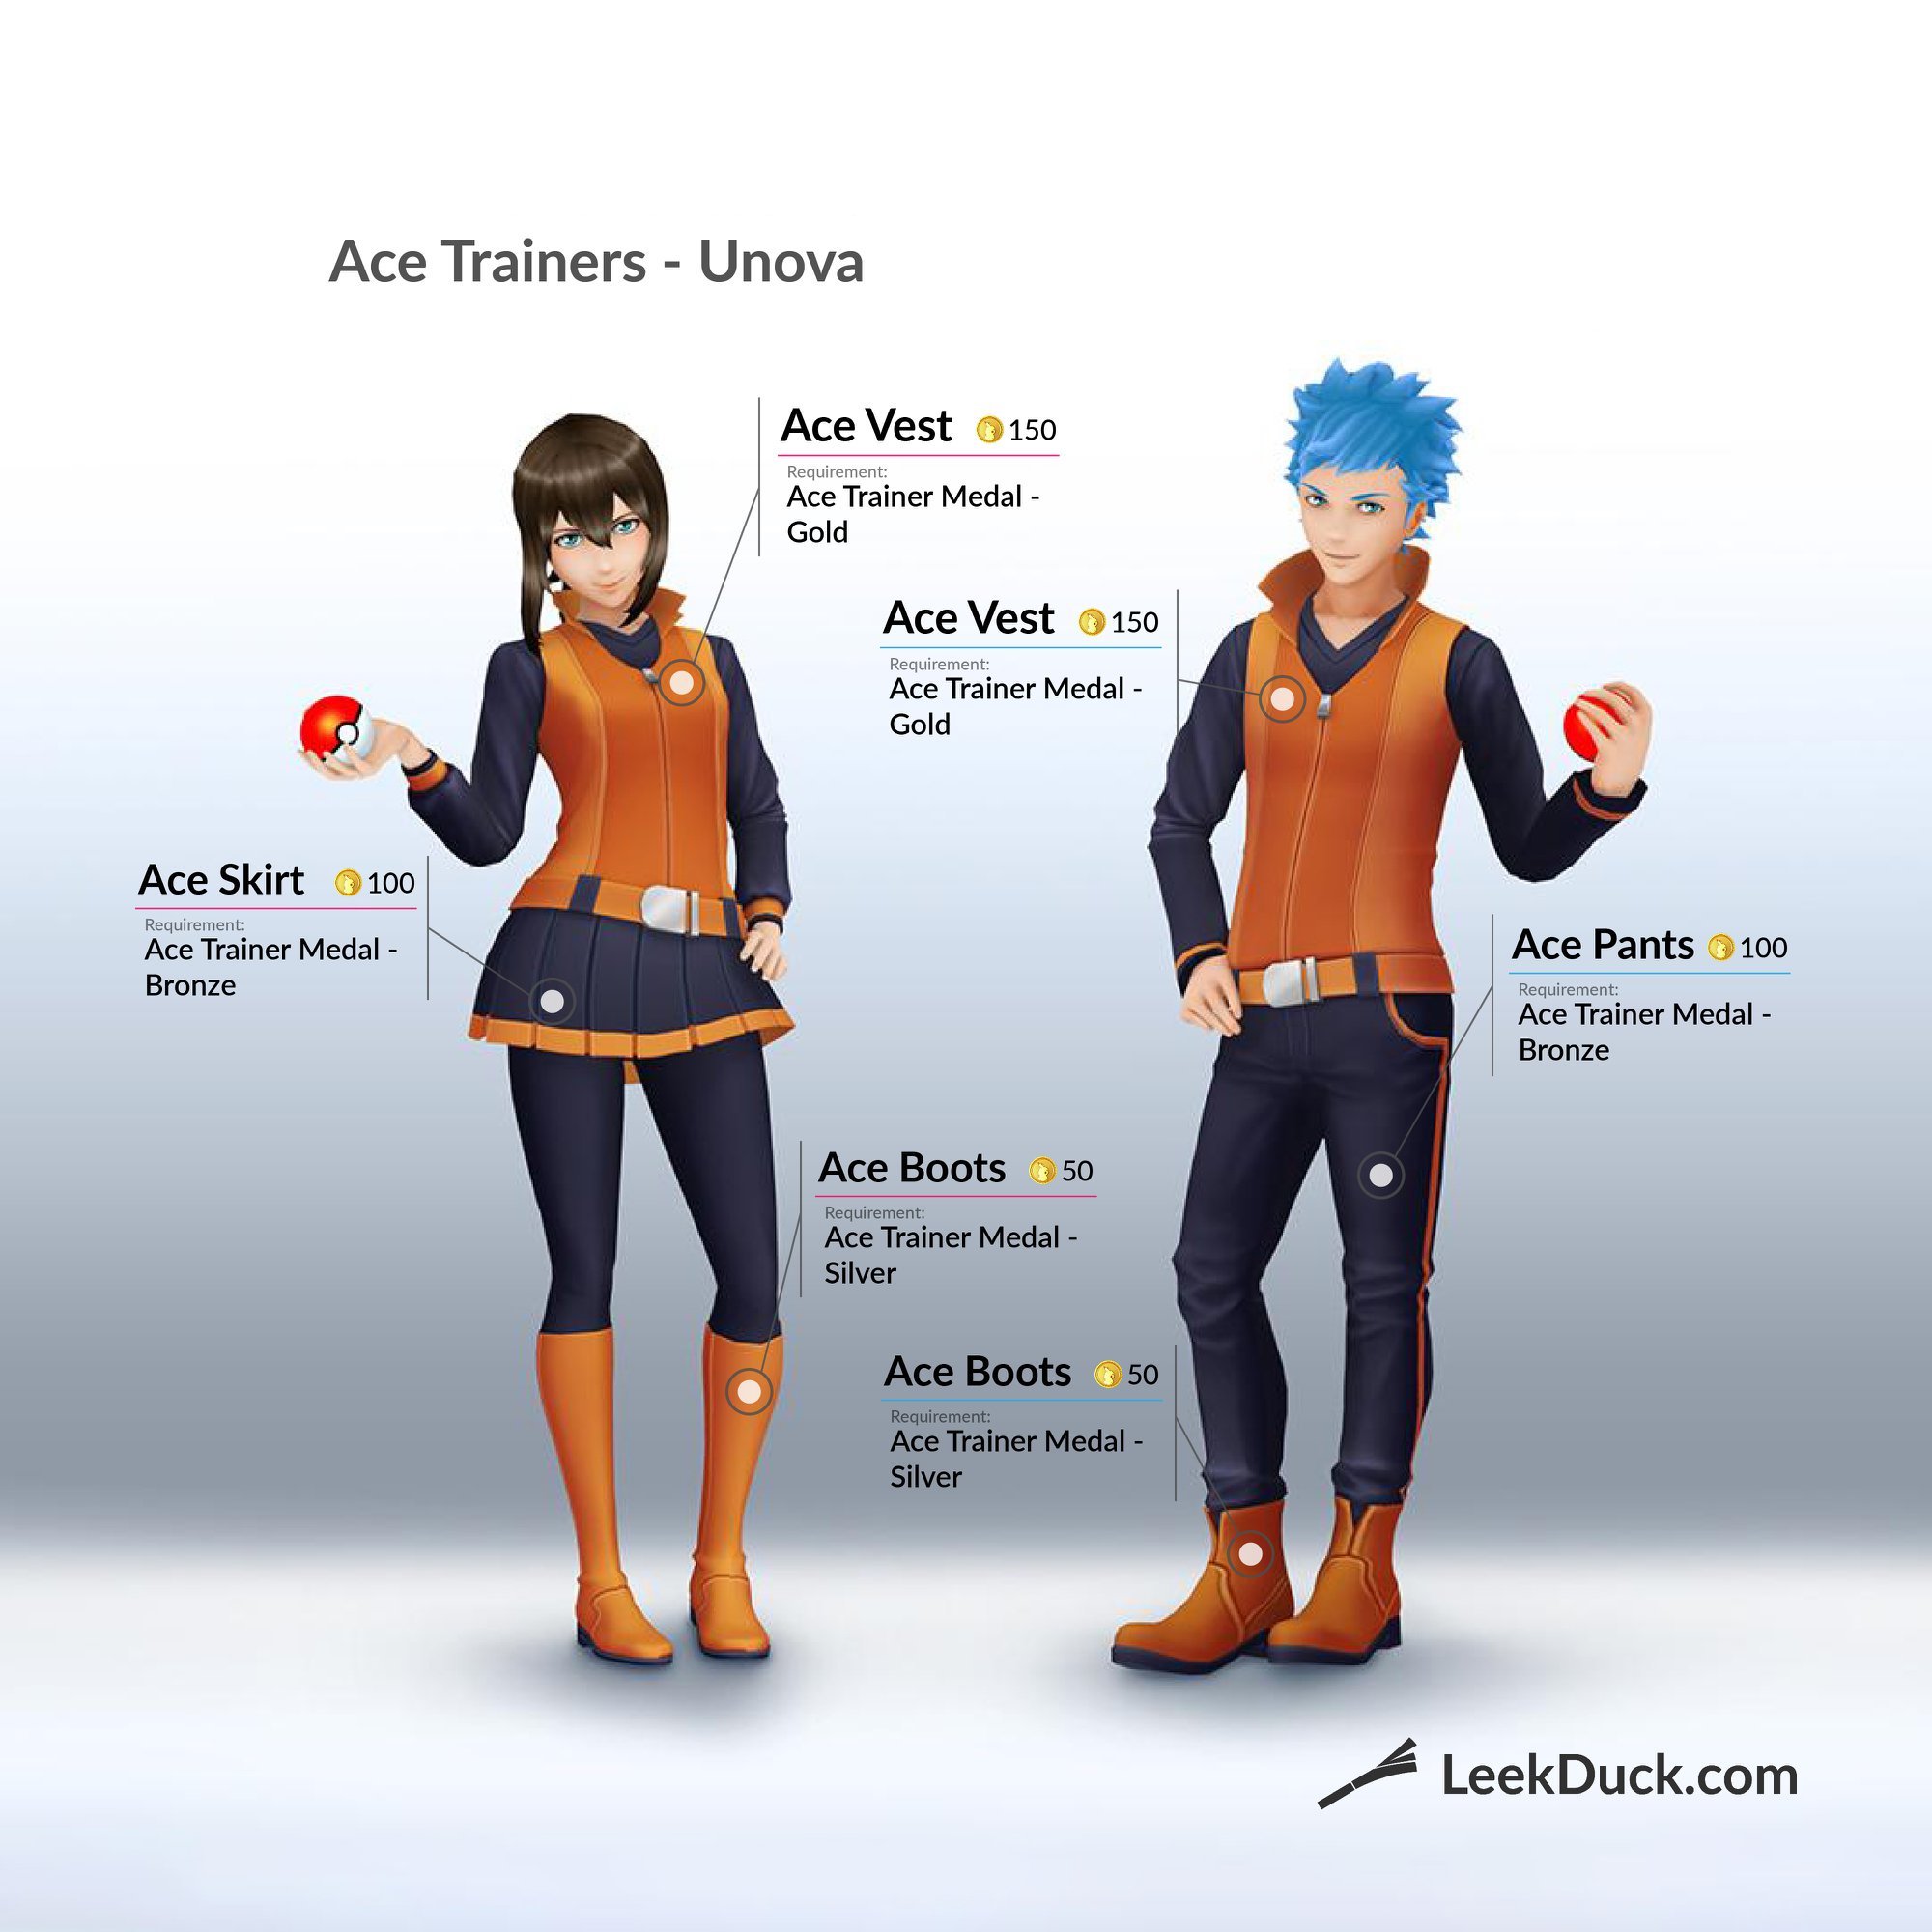 Ace Trainers - Unova
Ace Vest 150
Requirement:
Ace Trainer Medal -
Gold
Ace Vest 150
Requirement:
Ace Trainer Medal -
Gold
Ace Skirt 100
Requirement:
Ace Trainer Medal -
Bronze
Ace Pants 100
Requirement:
Ace Trainer Medal -
Bronze
Ace Boots 50
Requirement:
Ace Trainer Medal -
Silver
Ace Boots 50
Requirement:
Ace Trainer Medal -
Silver
LeekDuck.com